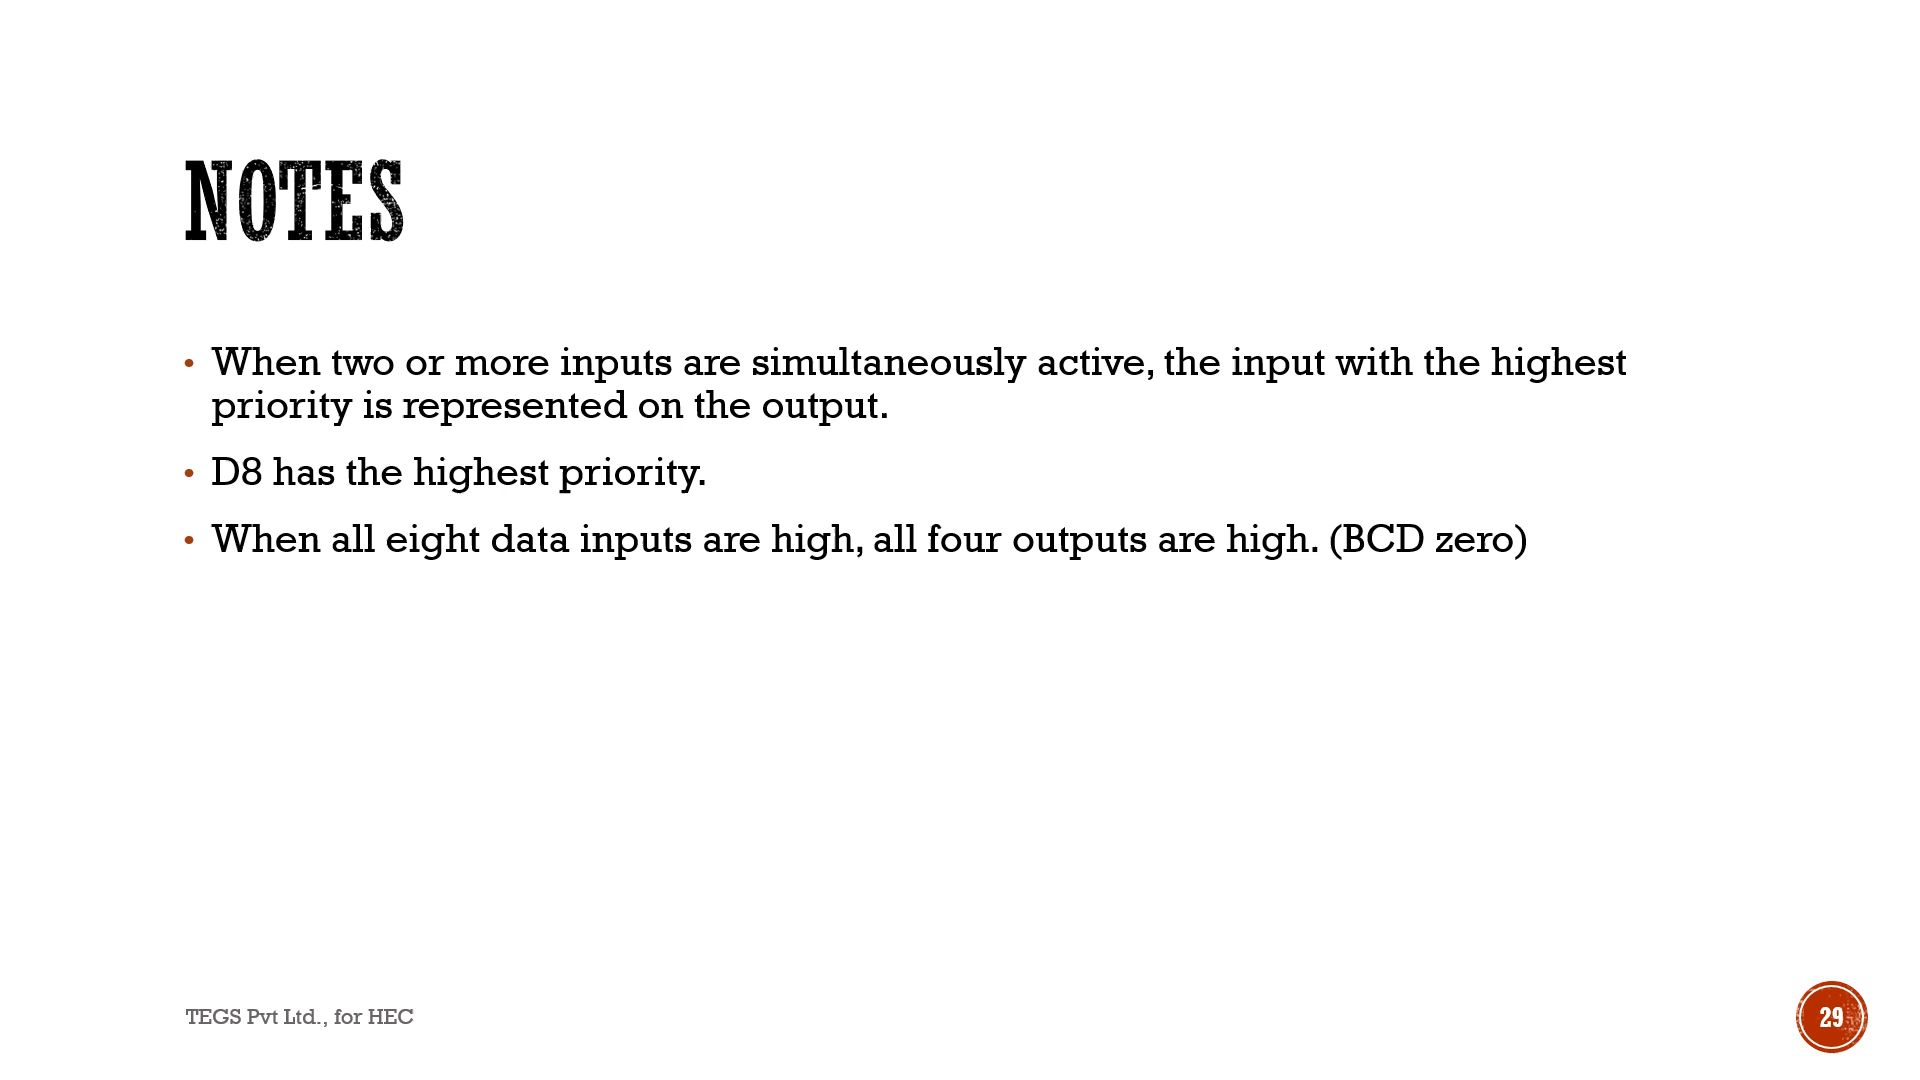 NOTES
• When two or more inputs are simultaneously active, the input with the highest
priority is represented on the output.
• D8 has the highest priority.
• When all eight data inputs are high, all four outputs are high. (BCD zero)
TEGS Pvt Ltd., for HEC
29